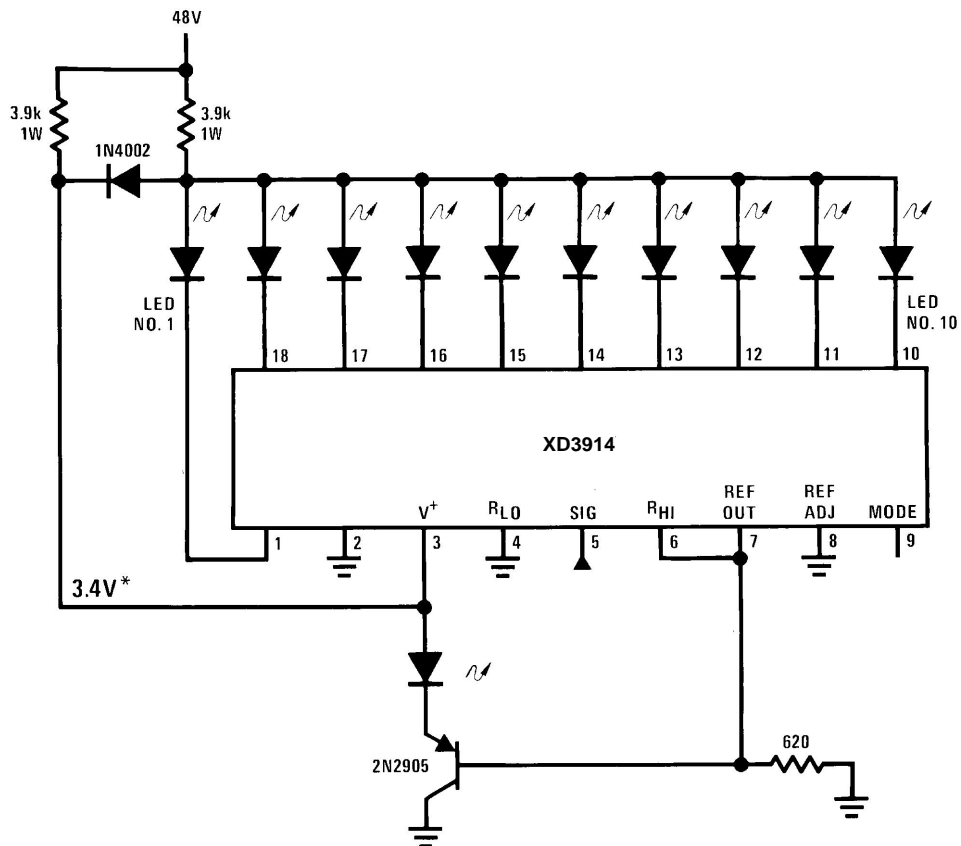 48V
3.9k
1W
3.9k
1W
1N4002
LED
NO. 1
LED
NO. 10
18
17
16
15
14
13
12
11
10
XD3914
V+
RLO
SIG
RHI
REF
OUT
REF
ADJ
MODE
1
2
3
4
5
6
7
8
9
3.4V*
2N2905
620